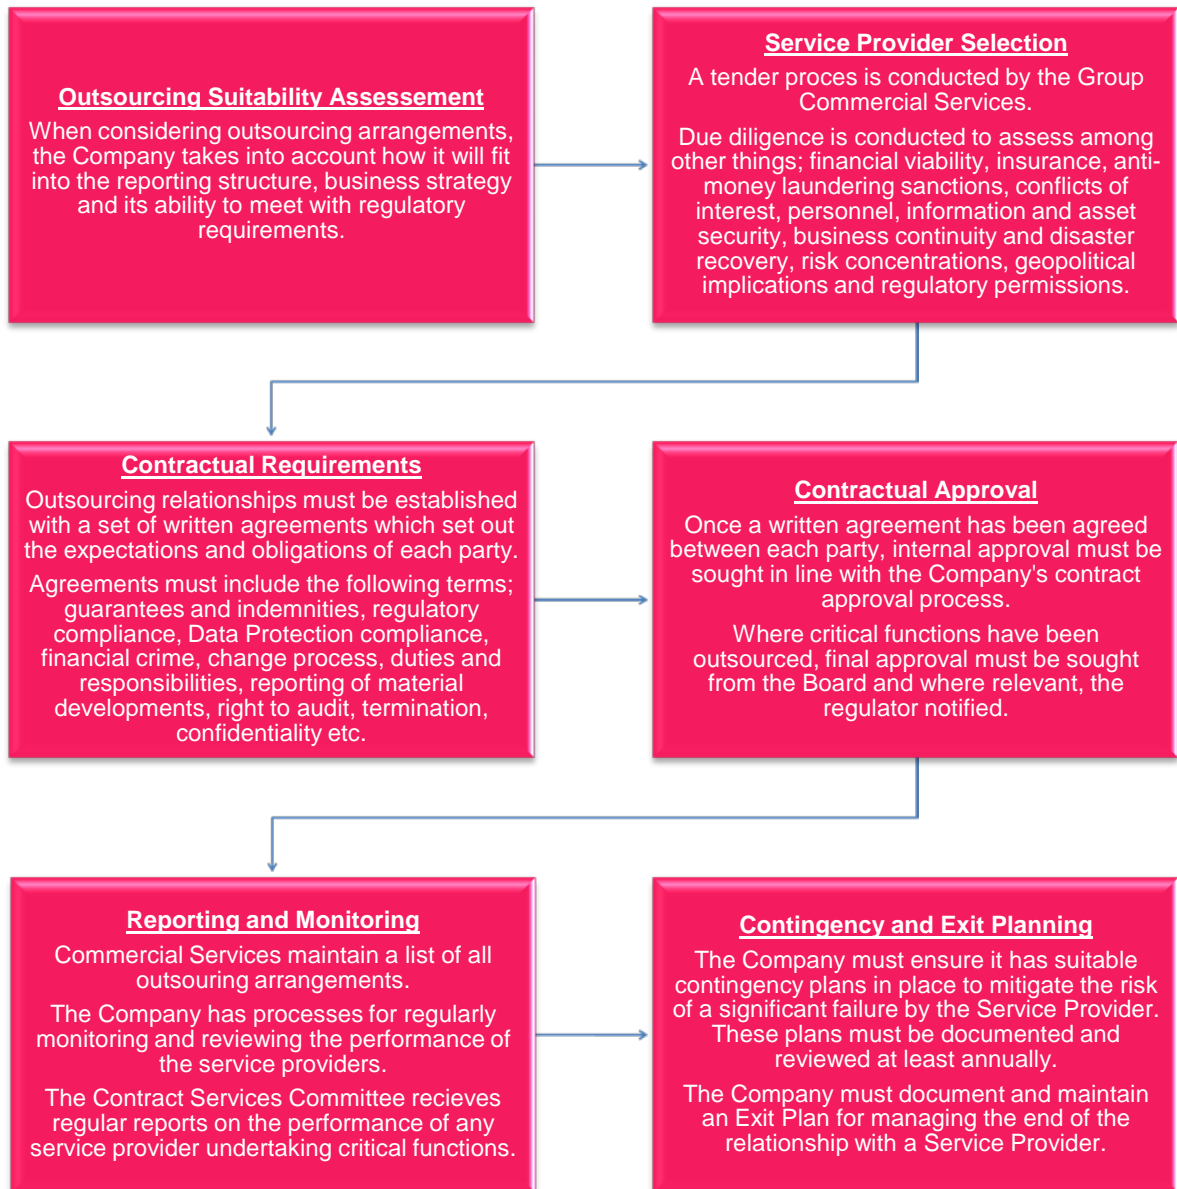 Outsourcing Suitability Assessement
When considering outsourcing arrangements,
the Company takes into account how it will fit
into the reporting structure, business strategy
and its ability to meet with regulatory
requirements.
Service Provider Selection
A tender proces is conducted by the Group
Commercial Services.
Due diligence is conducted to assess among
other things; financial viability, insurance, anti-
money laundering sanctions, conflicts of
interest, personnel, information and asset
security, business continuity and disaster
recovery, risk concentrations, geopolitical
implications and regulatory permissions.
Contractual Requirements
Outsourcing relationships must be established
with a set of written agreements which set out
the expectations and obligations of each party.
Agreements must include the following terms;
guarantees and indemnities, regulatory
compliance, Data Protection compliance,
financial crime, change process, duties and
responsibilities, reporting of material
developments, right to audit, termination,
confidentiality etc.
Contractual Approval
Once a written agreement has been agreed
between each party, internal approval must be
sought in line with the Company's contract
approval process.
Where critical functions have been
outsourced, final approval must be sought
from the Board and where relevant, the
regulator notified.
Reporting and Monitoring
Commercial Services maintain a list of all
outsouring arrangements.
The Company has processes for regularly
monitoring and reviewing the performance of
the service providers.
The Contract Services Committee recieves
regular reports on the performance of any
service provider undertaking critical functions.
Contingency and Exit Planning
The Company must ensure it has suitable
contingency plans in place to mitigate the risk
of a significant failure by the Service Provider.
These plans must be documented and
reviewed at least annually.
The Company must document and maintain
an Exit Plan for managing the end of the
relationship with a Service Provider.